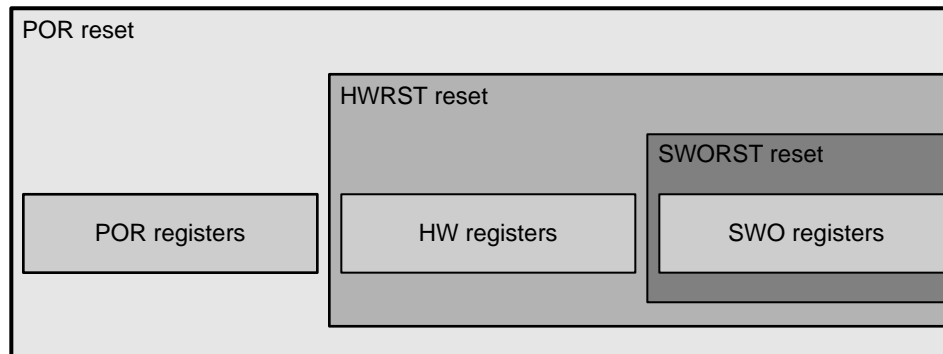 POR reset
HWRST reset
SWORST reset
POR registers
HW registers
SWO registers